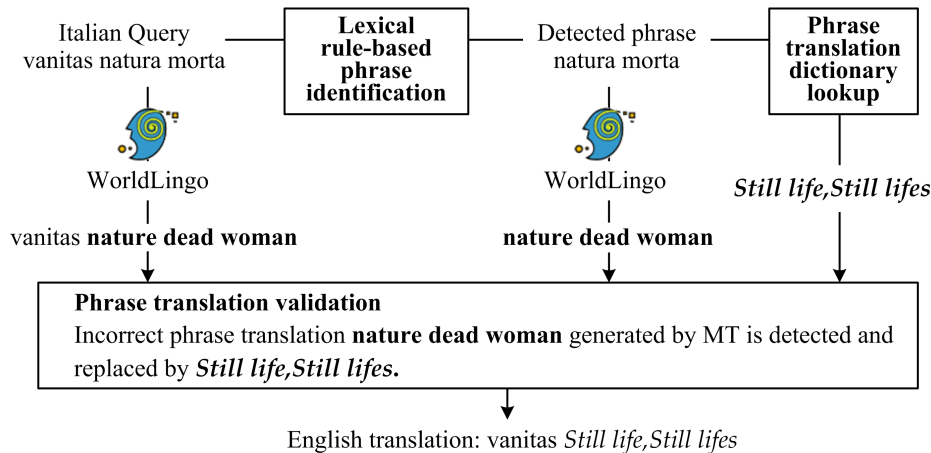 Italian Query
vanitas natura morta
Lexical
rule-based
phrase
identification
Detected phrase
natura morta
Phrase
translation
dictionary
lookup
WorldLingo
WorldLingo
Still life,Still lifes
vanitas nature dead woman
nature dead woman
Phrase translation validation
Incorrect phrase translation nature dead woman generated by MT is detected and
replaced by Still life,Still lifes.
English translation: vanitas Still life,Still lifes